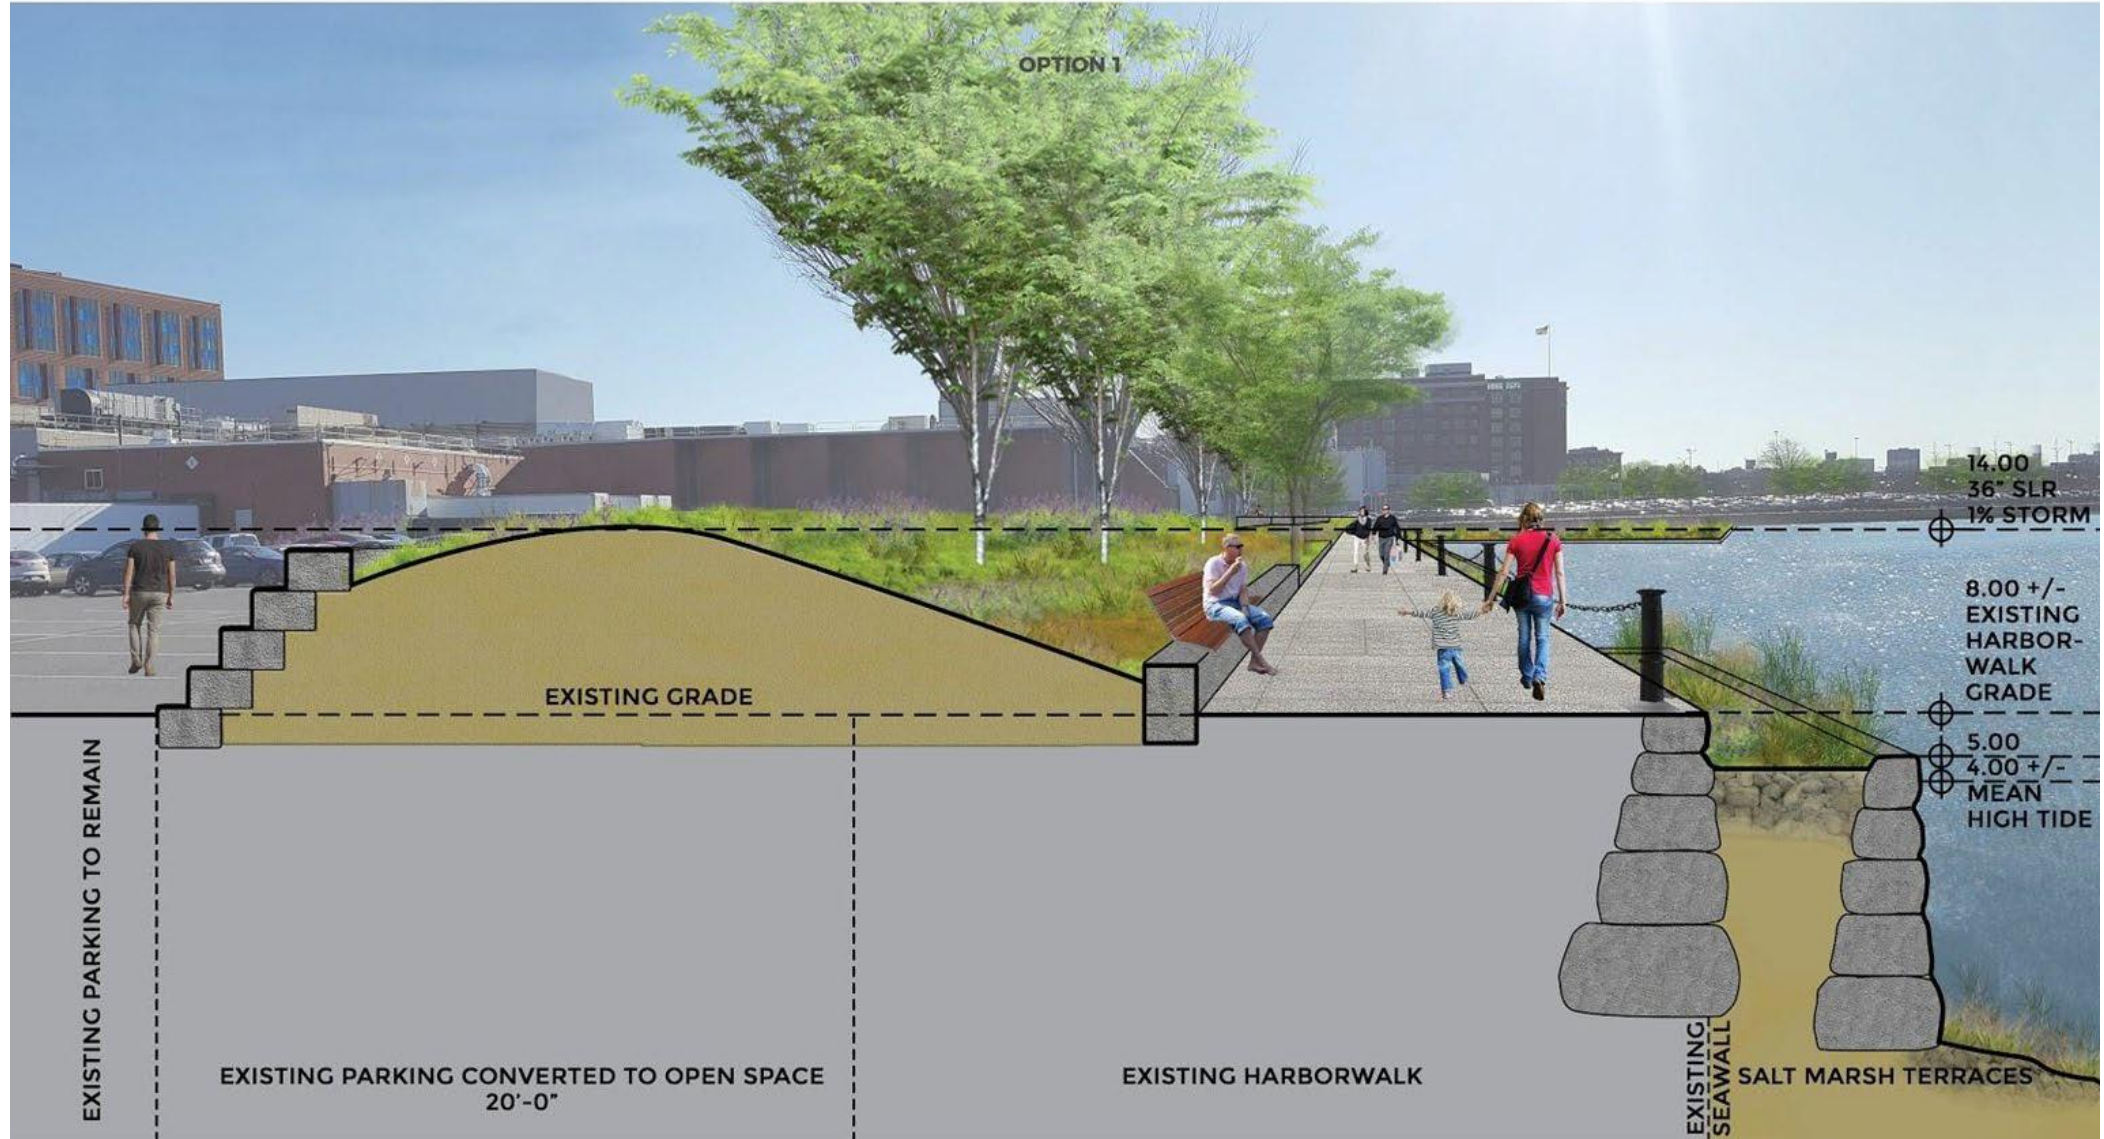 OPTION 1
14.00
36" SLR
1% STORM
8.00 +/-
EXISTING
HARBOR-
WALK
GRADE
EXISTING GRADE
5.00
4.00 +/-
MEAN
HIGH TIDE
EXISTING PARKING TO REMAIN
EXISTING PARKING CONVERTED TO OPEN SPACE
20'-0"
EXISTING HARBORWALK
EXISTING
SEAWALL
SALT MARSH TERRACES